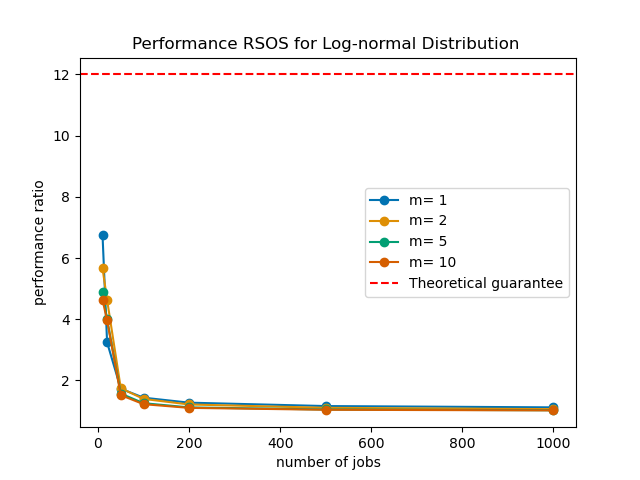 Performance RSOS for Log-normal Distribution
performance ratio
12
10
8
6
4
2
m= 1
m= 2
m= 5
m= 10
Theoretical guarantee
0
200
400
600
800
1000
number of jobs